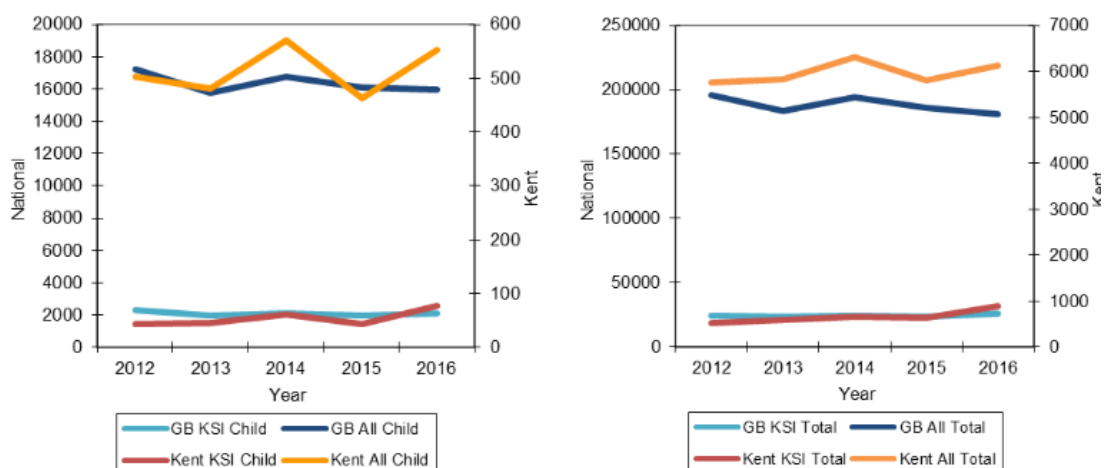 20000
18000
16000
14000
12000
10000
8000
6000
4000
2000
0
National
600
500
400
300
200
100
0
Kent
2012 2013 2014 2015 2016
Year
GB KSI Child GB All Child
Kent KSI Child Kent All Child
250000
200000
150000
100000
50000
0
National
7000
6000
5000
4000
3000
2000
1000
0
Kent
2012 2013 2014 2015 2016
Year
GB KSI Total GB All Total
Kent KSI Total Kent All Total